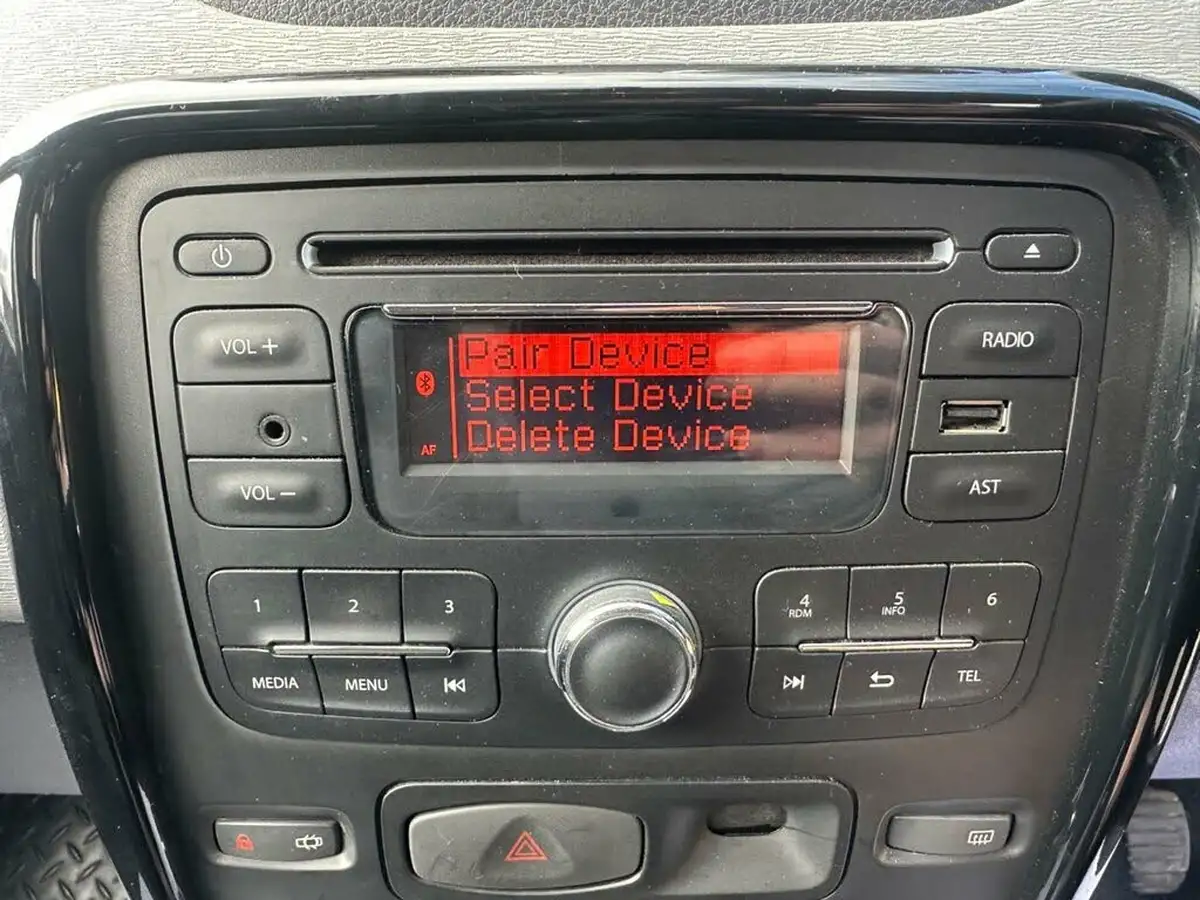 VOL +
RADIO
Pair Device
Select Device
Delete Device
AF
VOL –
AST
1
2
3
4
RDM
5
INFO
6
MEDIA
MENU
TEL